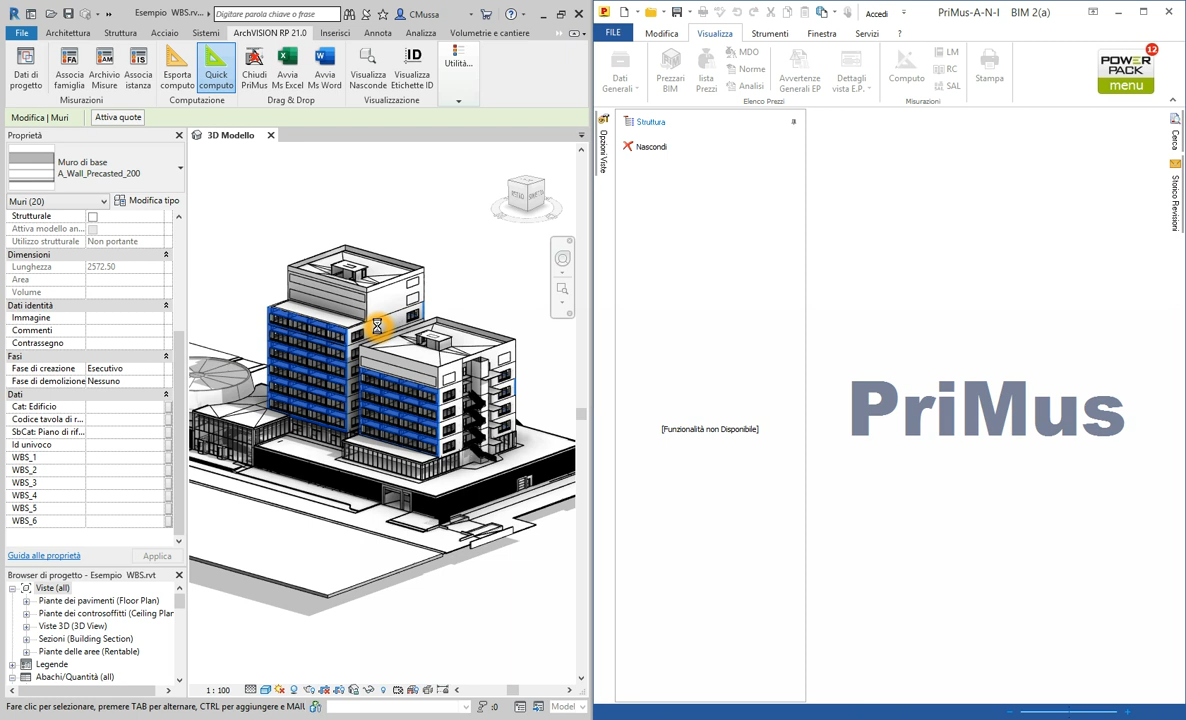 Esempio WBS.rv...
Digitare parola chiave o frase
CMussa
File
Architettura
Struttura
Acciaio
Sistemi
ArchVISION RP 21.0
Inserisci
Annota
Analizza
Volumetrie e cantiere
Dati di progetto
Associa famiglia
Archivio Misure
Associa istanza
Esporta computo
Quick computo
Chiudi PriMus
Avvia Ms Excel
Avvia Ms Word
Visualizza Nasconde
Visualizza Etichette ID
Utilità...
Misurazioni
Computazione
Drag & Drop
Visualizzazione
Modifica | Muri
Attiva quote
Proprietà
3D Modello
Muro di base
A_Wall_Precasted_200
Muri (20)
Modifica tipo
Strutturale
Attiva modello an...
Utilizzo strutturale Non portante
Dimensioni
Lunghezza 2572.50
Area
Volume
Dati identità
Immagine
Commenti
Contrassegno
Fasi
Fase di creazione Esecutivo
Fase di demolizione Nessuno
Dati
Cat: Edificio
Codice tavola di r...
SbCat: Piano di rif...
Id univoco
WBS_1
WBS_2
WBS_3
WBS_4
WBS_5
WBS_6
Guida alle proprietà
Applica
Browser di progetto - Esempio WBS.rvt
Viste (all)
Piante dei pavimenti (Floor Plan)
Piante dei controsoffitti (Ceiling Plan
Viste 3D (3D View)
Sezioni (Building Section)
Piante delle aree (Rentable)
Legende
Abachi/Quantità (all)
1 : 100
Fare clic per selezionare, premere TAB per alternare, CTRL per aggiungere e MAIU
:0
Model
Accedi
PriMus-A-N-I BIM 2(a)
FILE
Modifica
Visualizza
Strumenti
Finestra
Servizi
?
Dati Generali
Prezzari BIM
lista Prezzi
MDO
Norme
Analisi
Avvertenze Generali EP
Dettagli vista E.P.
Computo
LM
RC
SAL
Stampa
12
POWER PACK
menu
Elenco Prezzi
Misurazioni
Opzioni Viste
Struttura
Nascondi
[Funzionalità non Disponibile]
PriMus
Cerca
Storico Revisioni